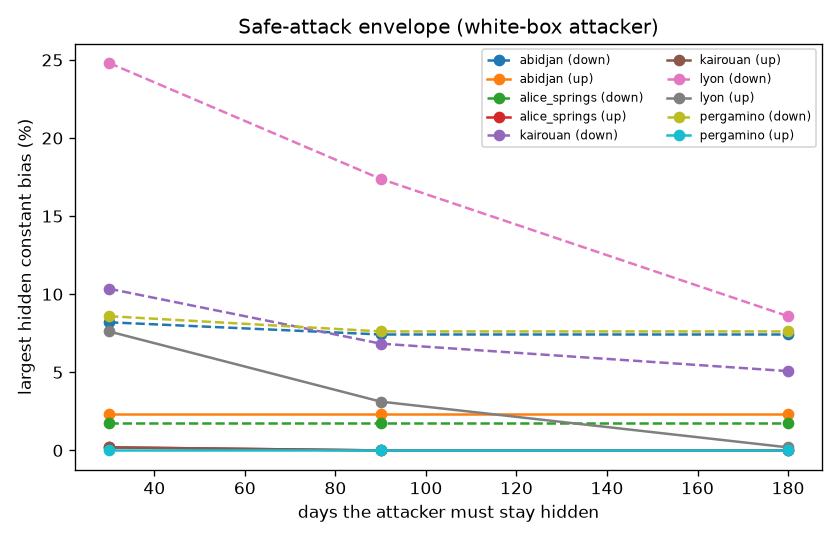 Safe-attack envelope (white-box attacker)
largest hidden constant bias (%)
25
20
15
10
5
0
abidjan (down)
abidjan (up)
alice_springs (down)
alice_springs (up)
kairouan (down)
kairouan (up)
lyon (down)
lyon (up)
pergamino (down)
pergamino (up)
40 60 80 100 120 140 160 180
days the attacker must stay hidden